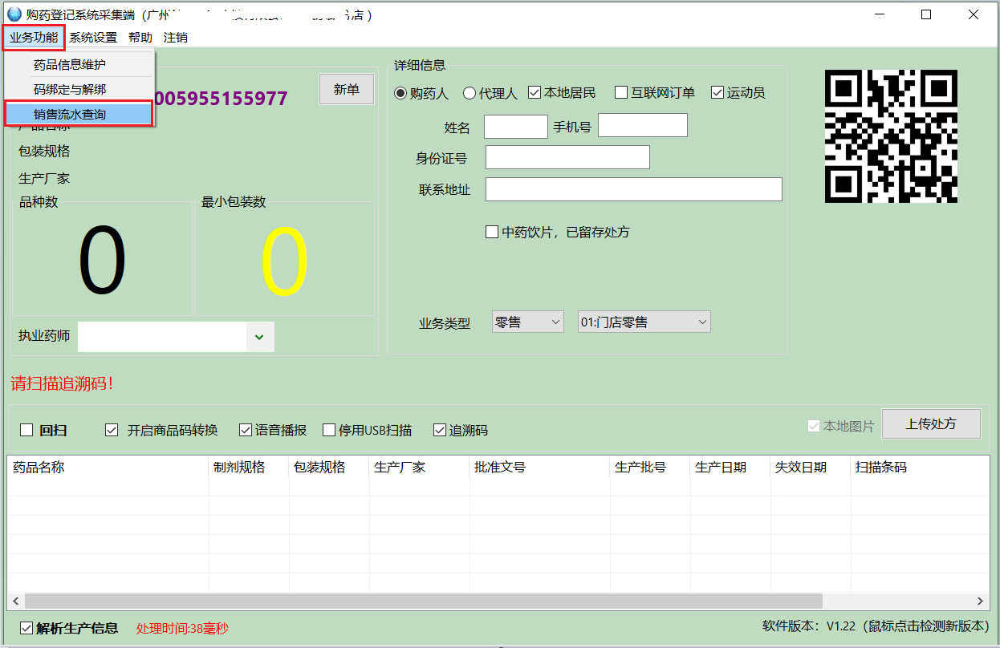 购药登记系统采集端（广州 店）
业务功能 系统设置 帮助 注销
药品信息维护
码绑定与解绑
销售流水查询
005955155977
新单
产品名称
包装规格
生产厂家
品种数
最小包装数
0
0
执业药师
详细信息
购药人 代理人 本地居民 互联网订单 运动员
姓名 手机号
身份证号
联系地址
中药饮片，已留存处方
业务类型 零售 01:门店零售
请扫描追溯码！
回扫 开启商品码转换 语音播报 停用USB扫描 追溯码 本地图片 上传处方
药品名称 制剂规格 包装规格 生产厂家 批准文号 生产批号 生产日期 失效日期 扫描条码
解析生产信息 处理时间:38毫秒 软件版本：V1.22（鼠标点击检测新版本）